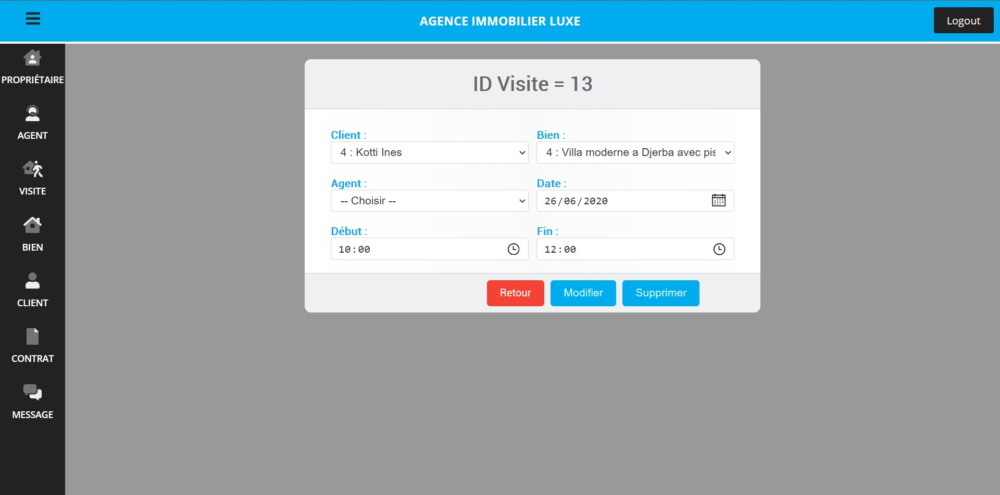 AGENCE IMMOBILIER LUXE
Logout
PROPRIÉTAIRE
AGENT
VISITE
BIEN
CLIENT
CONTRAT
MESSAGE
ID Visite = 13
Client :
4 : Kotti Ines
Bien :
4 : Villa moderne a Djerba avec pis
Agent :
-- Choisir --
Date :
26/06/2020
Début :
10:00
Fin :
12:00
Retour
Modifier
Supprimer